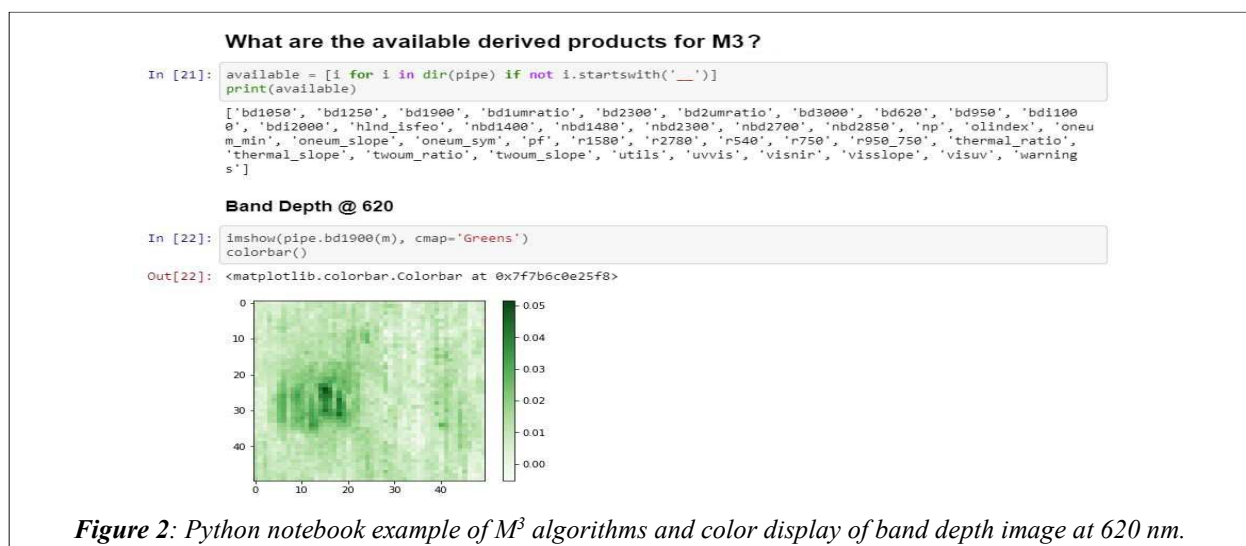 What are the available derived products for M3?
In [21]: available = [i for i in dir(pipe) if not i.startswith('__')]
print(available)
['bd1050', 'bd1250', 'bd1900', 'bd1umratio', 'bd2300', 'bd2umratio', 'bd3000', 'bd620', 'bd950', 'bdi100
0', 'bdi2000', 'hlnd_isfeo', 'nbd1400', 'nbd1480', 'nbd2300', 'nbd2700', 'nbd2850', 'np', 'olindex', 'oneu
m_min', 'oneum_slope', 'oneum_sym', 'pf', 'r1580', 'r2780', 'r540', 'r750', 'r950_750', 'thermal_ratio',
'thermal_slope', 'twoum_ratio', 'twoum_slope', 'utils', 'uvvis', 'visnir', 'visslope', 'visuv', 'warning
s']
Band Depth @ 620
In [22]: imshow(pipe.bd1900(m), cmap='Greens')
colorbar()
Out[22]: <matplotlib.colorbar.Colorbar at 0x7f7b6c0e25f8>
0
10
20
30
40
0 10 20 30 40
0.05
0.04
0.03
0.02
0.01
0.00
Figure 2: Python notebook example of M³ algorithms and color display of band depth image at 620 nm.